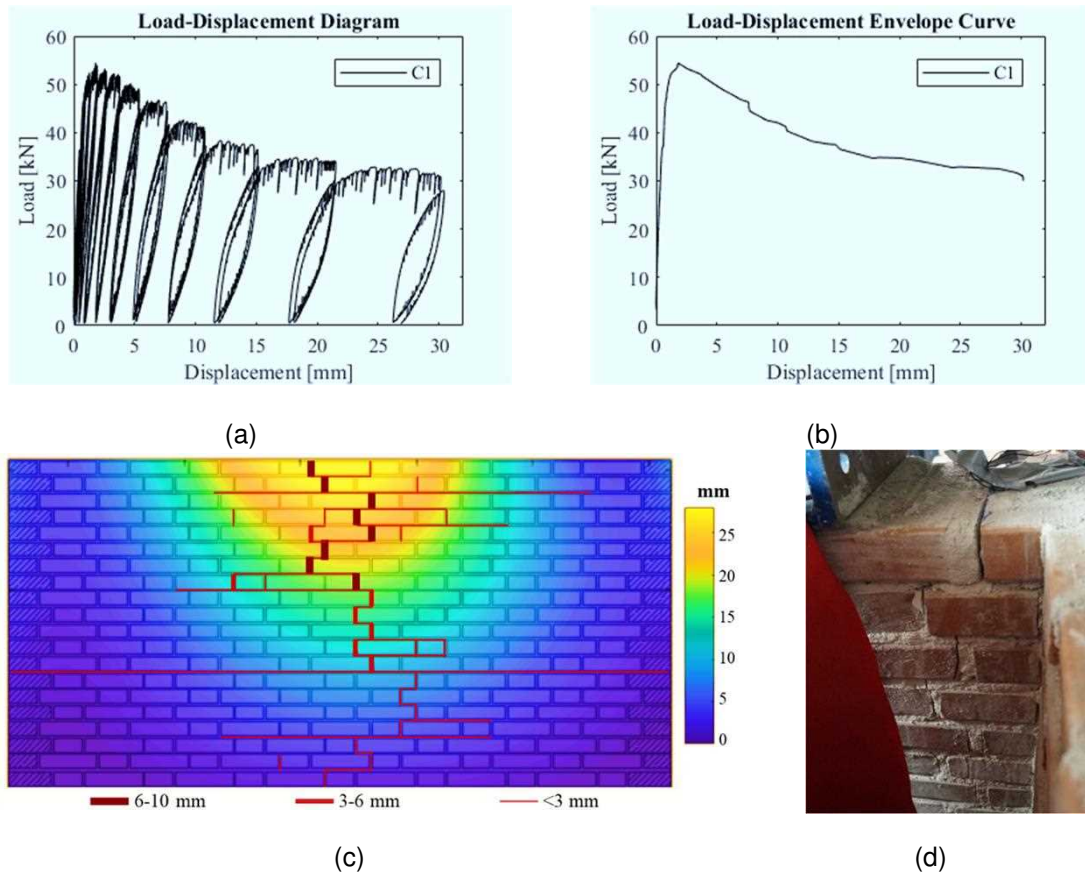 Load-Displacement Diagram
60
50
40
30
20
10
0
Load [kN]
C1
0 5 10 15 20 25 30
Displacement [mm]
(a)
Load-Displacement Envelope Curve
60
50
40
30
20
10
0
Load [kN]
C1
0 5 10 15 20 25 30
Displacement [mm]
(b)
mm
25
20
15
10
5
0
6-10 mm 3-6 mm <3 mm
(c)
(d)